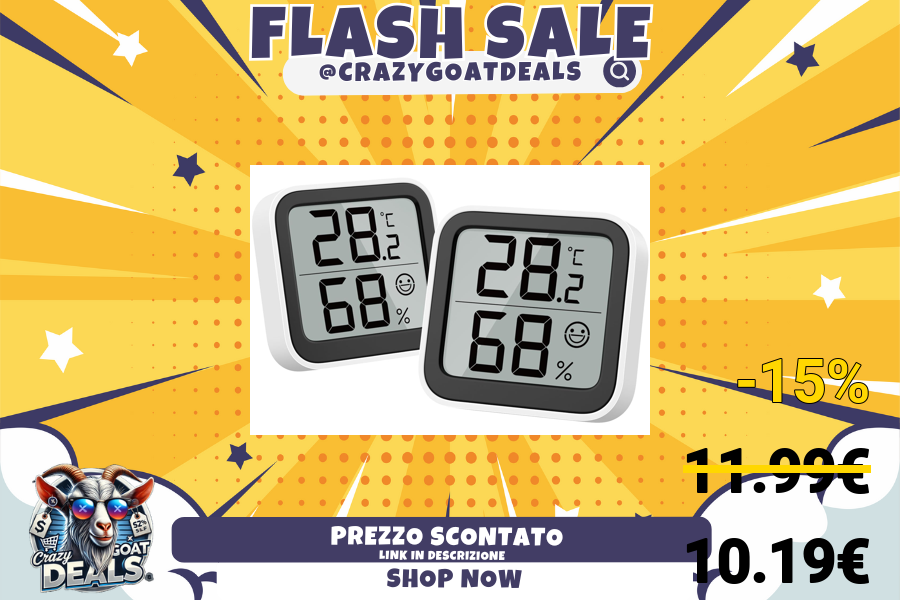 FLASH SALE
@CRAZYGOATDEALS
28.2 °C
68 %
28.2 °C
68 %
-15%
11.99€
10.19€
PREZZO SCONTATO
LINK IN DESCRIZIONE
SHOP NOW
$
52%
Crazy
GOAT
DEALS